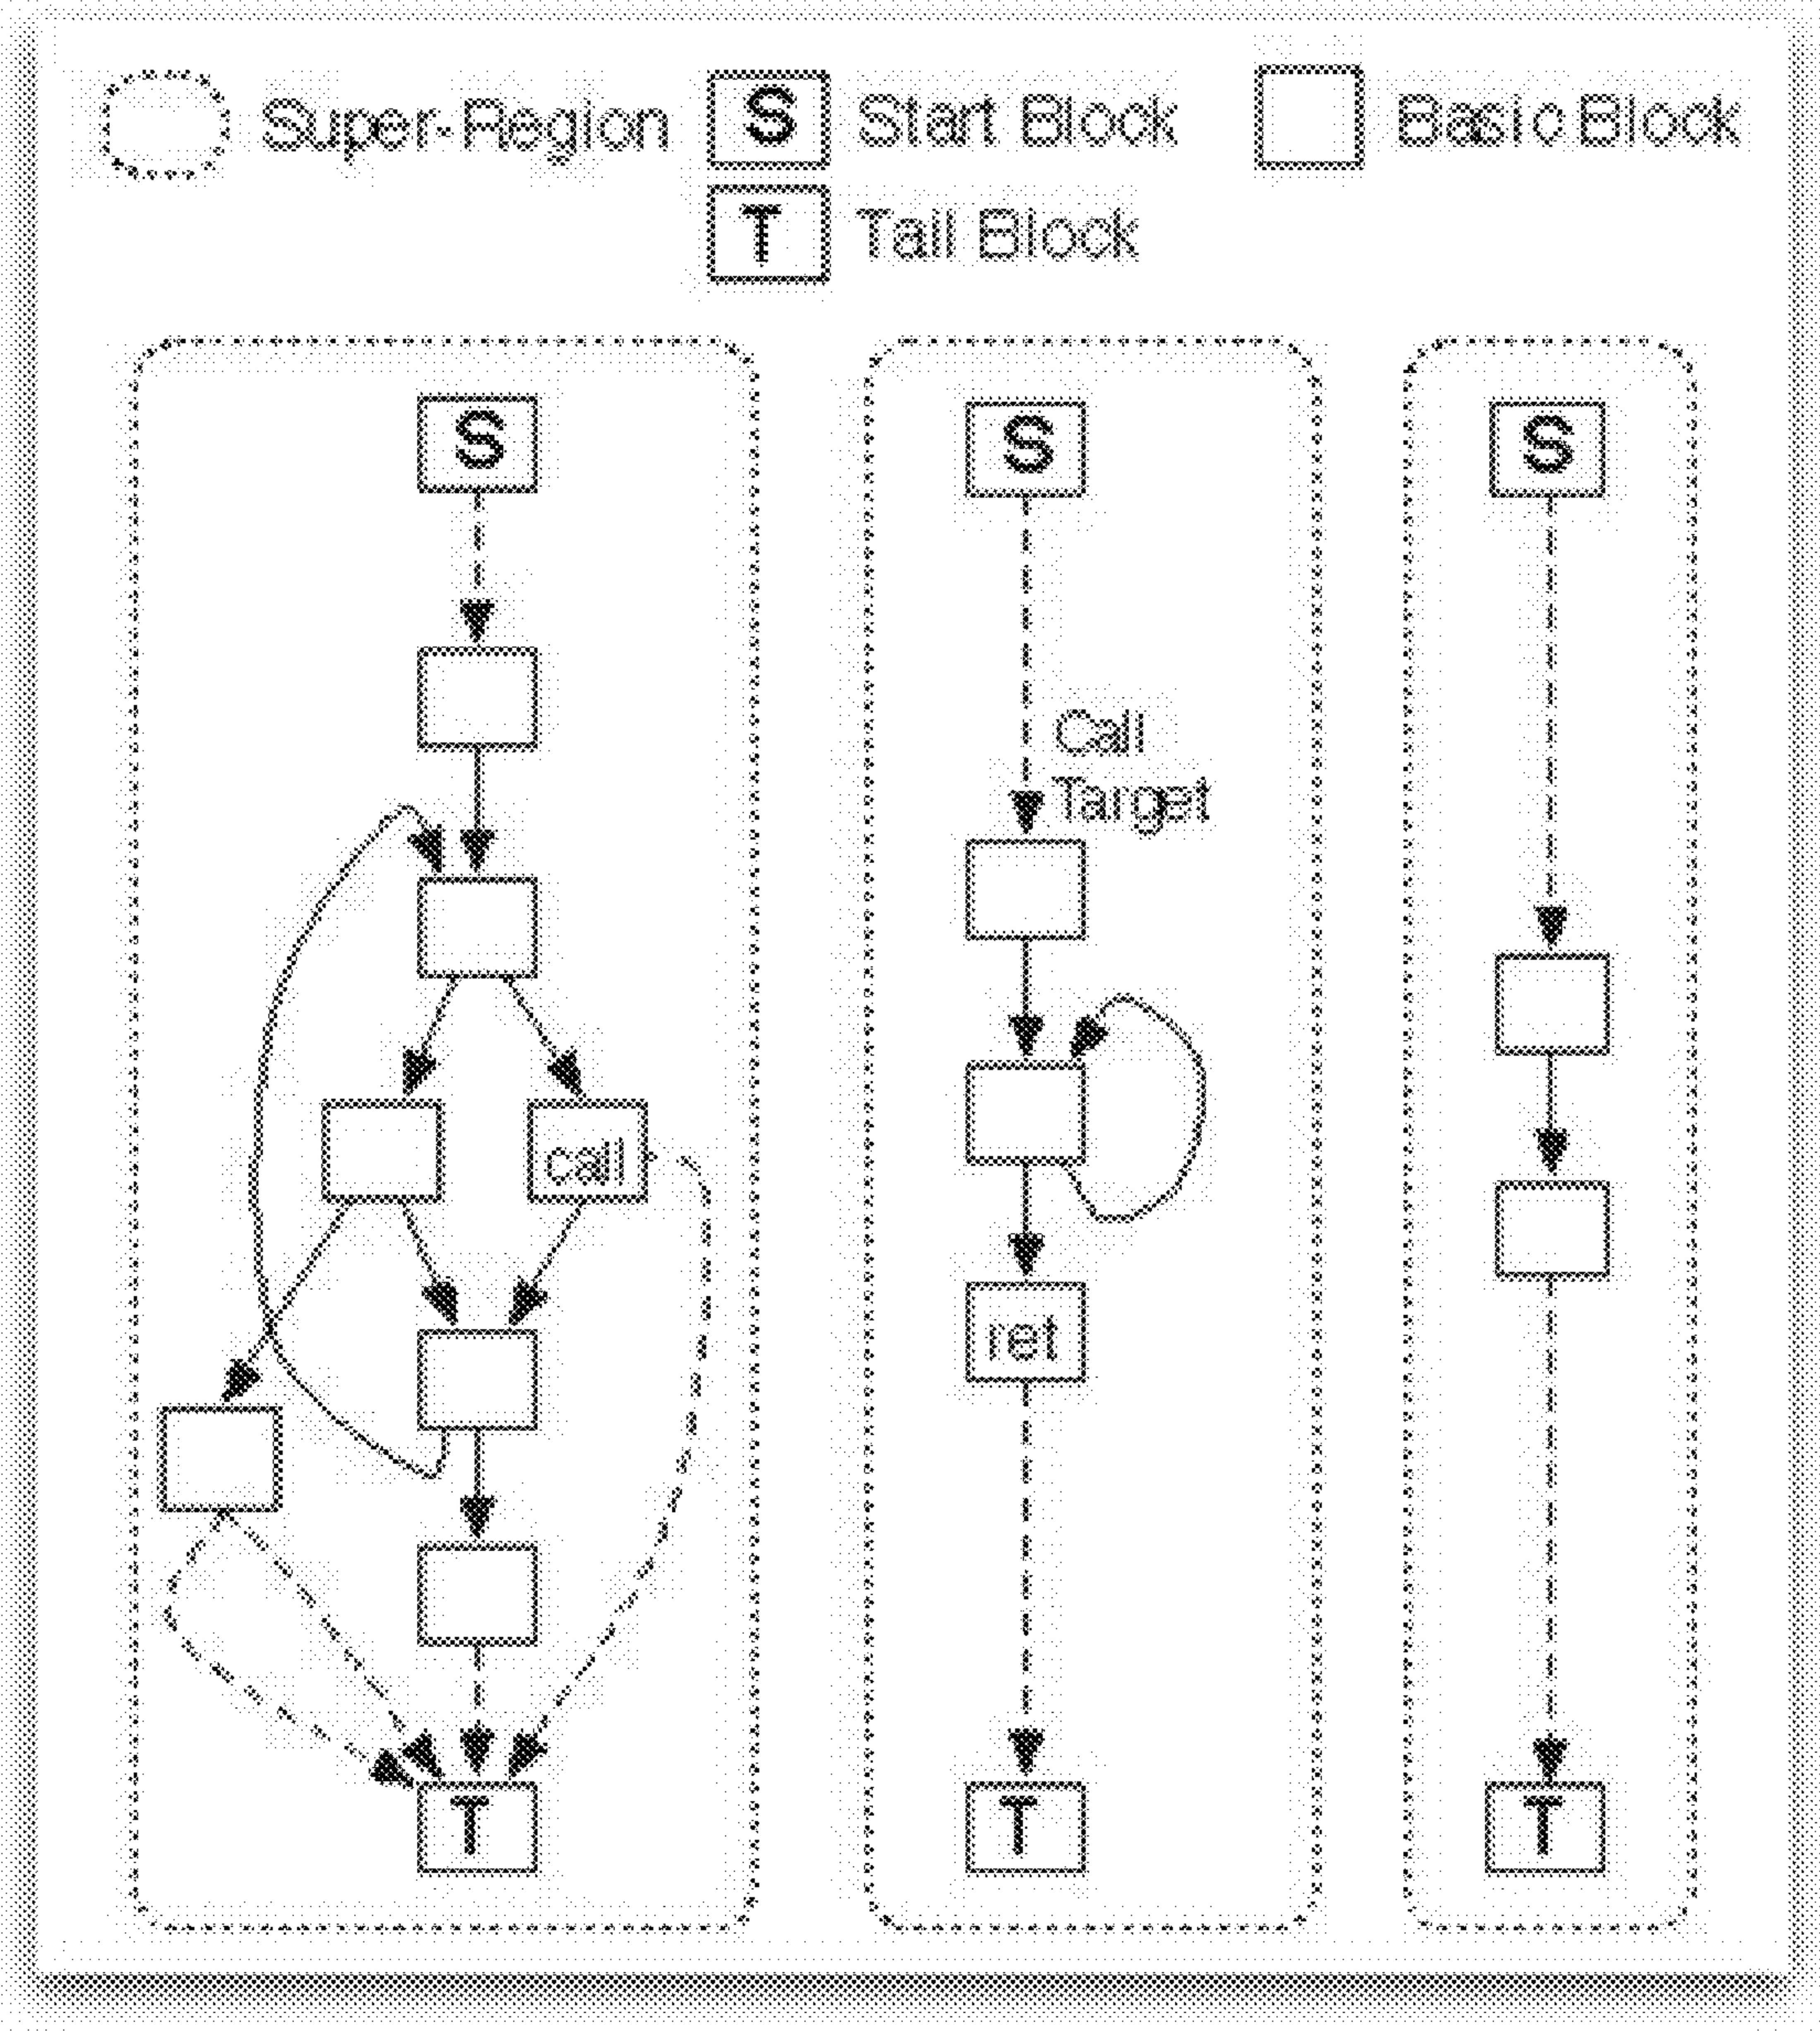 Super-Region S Start Block Basic Block
T Tail Block
S S S
Call
Target
call
ret
T T T